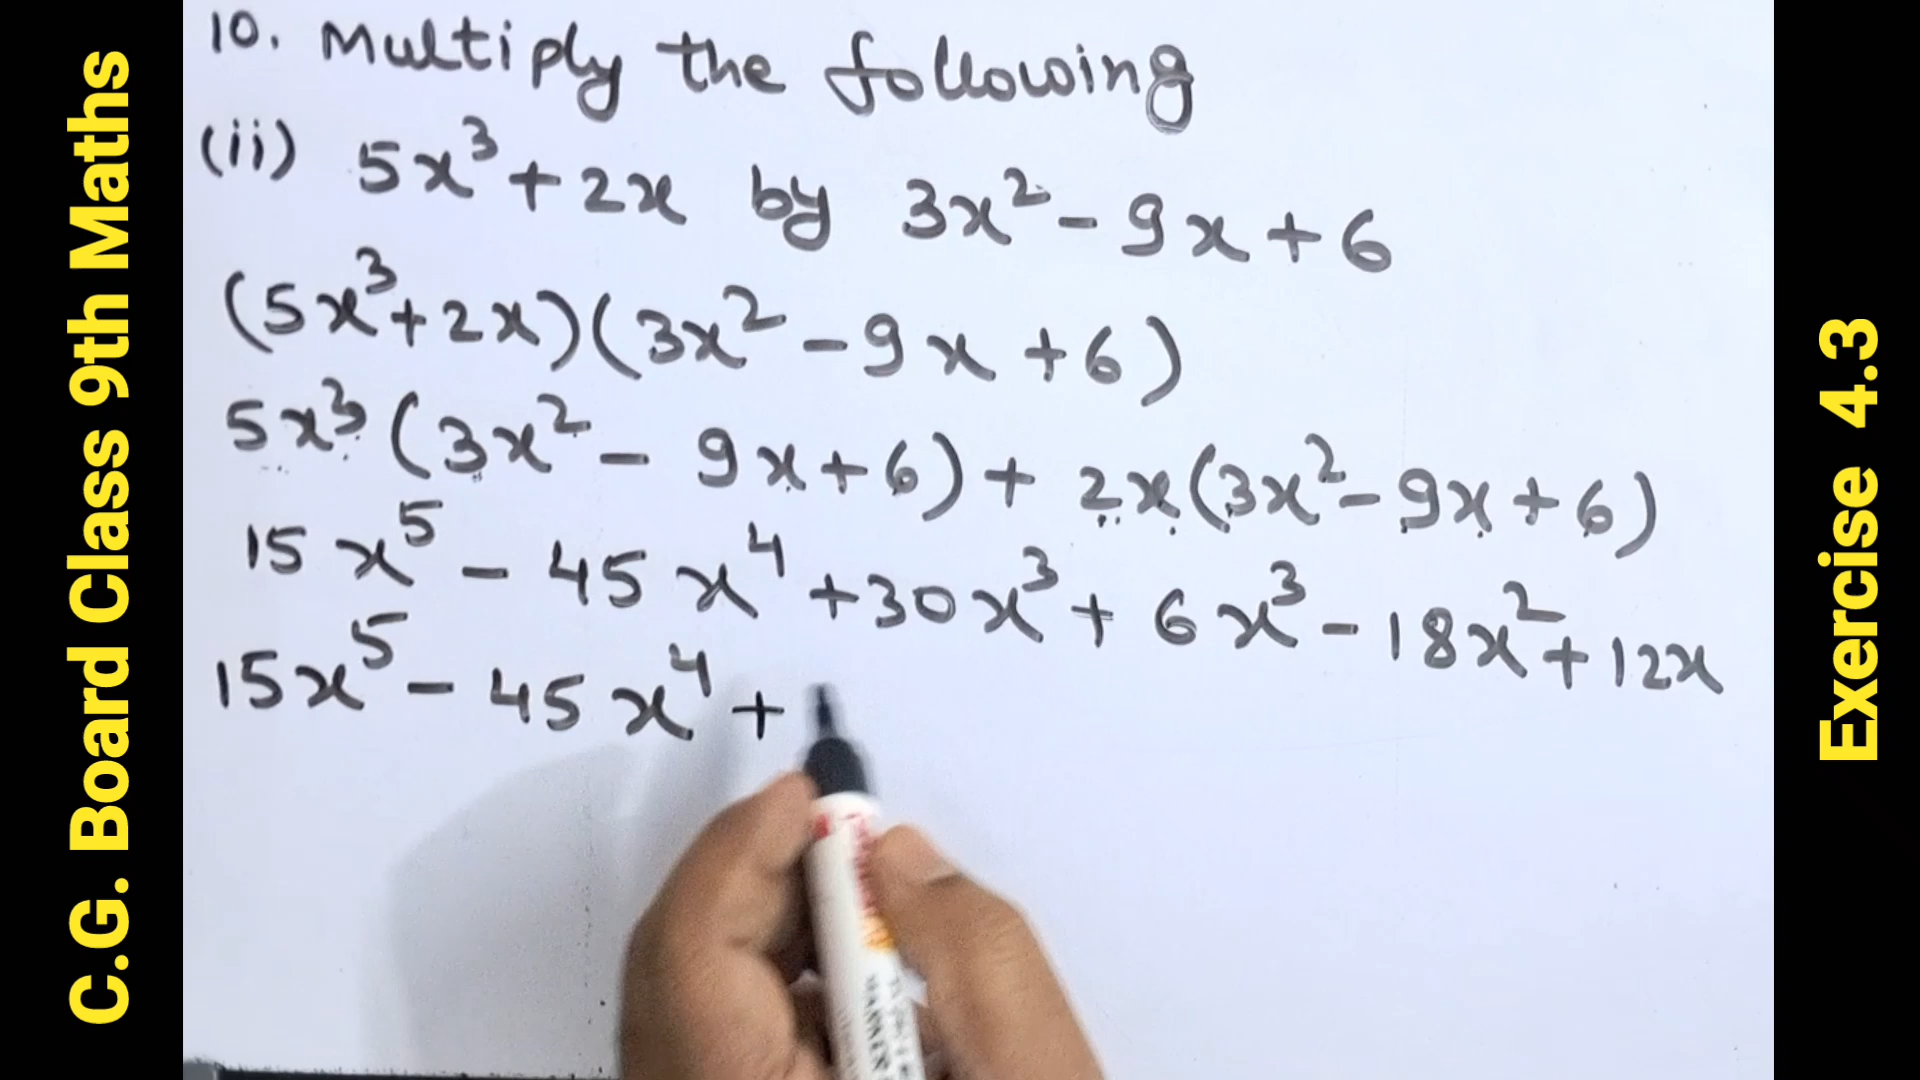 C.G. Board Class 9th Maths
10. Multiply the following
(ii) 5x³ + 2x by 3x² - 9x + 6
(5x³ + 2x)(3x² - 9x + 6)
5x³(3x² - 9x + 6) + 2x(3x² - 9x + 6)
15x⁵ - 45x⁴ + 30x³ + 6x³ - 18x² + 12x
15x⁵ - 45x⁴ +
Exercise 4.3